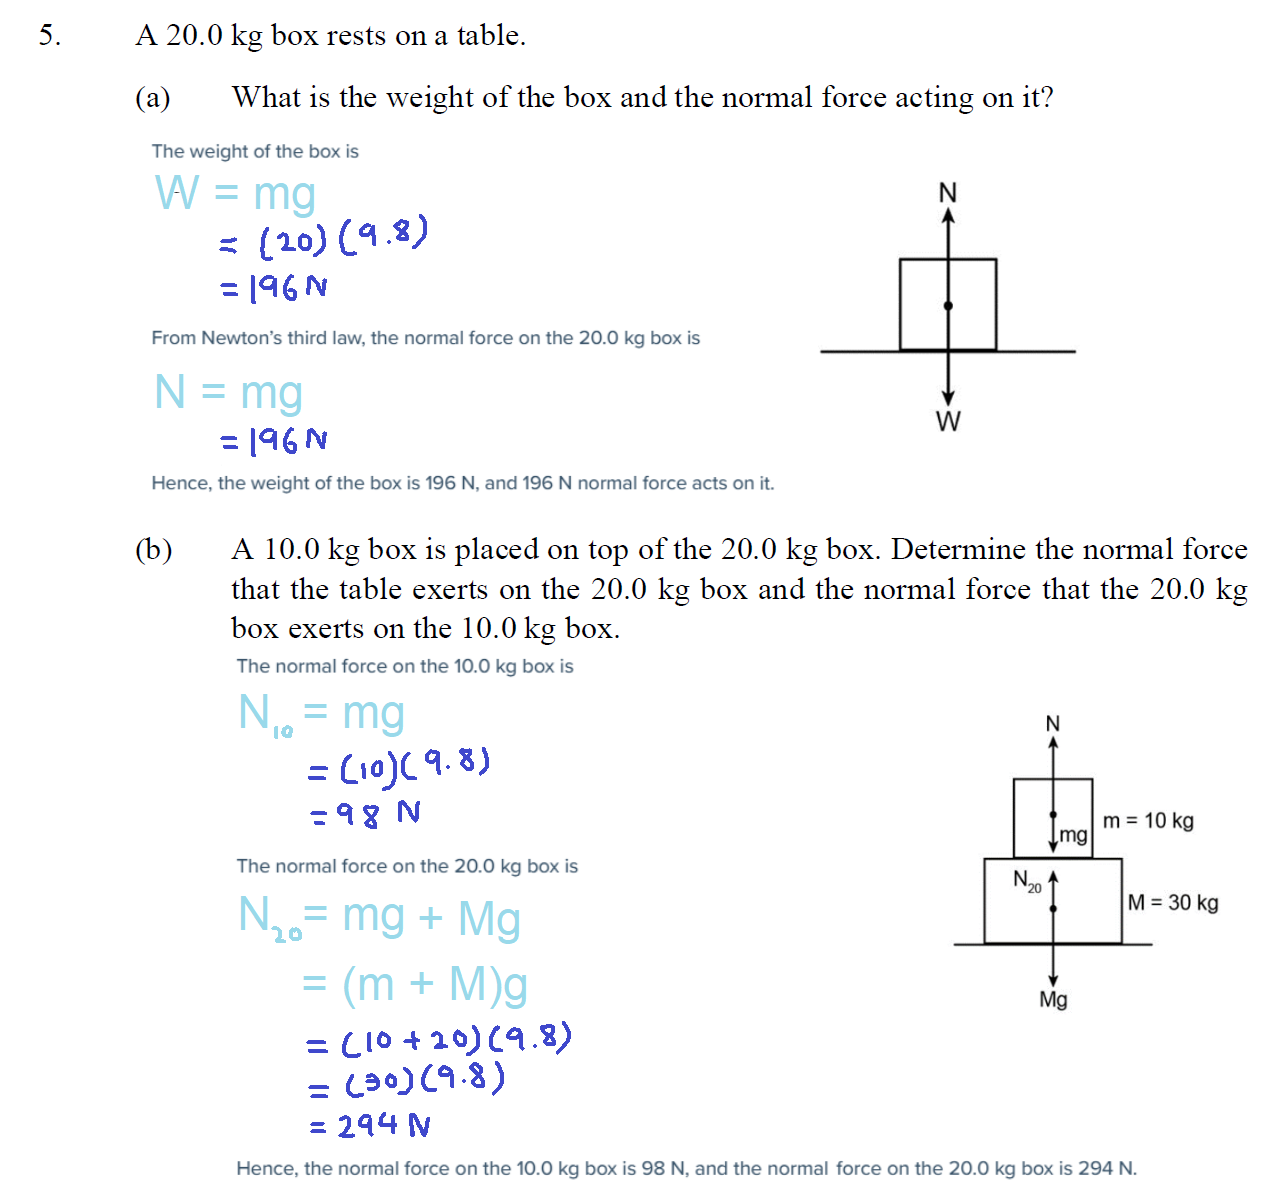 5. A 20.0 kg box rests on a table.
(a) What is the weight of the box and the normal force acting on it?
The weight of the box is
W = mg
= (20)(9.8)
= 196 N
From Newton's third law, the normal force on the 20.0 kg box is
N = mg
= 196 N
Hence, the weight of the box is 196 N, and 196 N normal force acts on it.
N
W
(b) A 10.0 kg box is placed on top of the 20.0 kg box. Determine the normal force
that the table exerts on the 20.0 kg box and the normal force that the 20.0 kg
box exerts on the 10.0 kg box.
The normal force on the 10.0 kg box is
N₁₀ = mg
= (10)(9.8)
= 98 N
The normal force on the 20.0 kg box is
N₂₀ = mg + Mg
= (m + M)g
= (10 + 20)(9.8)
= (30)(9.8)
= 294 N
N
mg
m = 10 kg
N₂₀
M = 30 kg
Mg
Hence, the normal force on the 10.0 kg box is 98 N, and the normal force on the 20.0 kg box is 294 N.